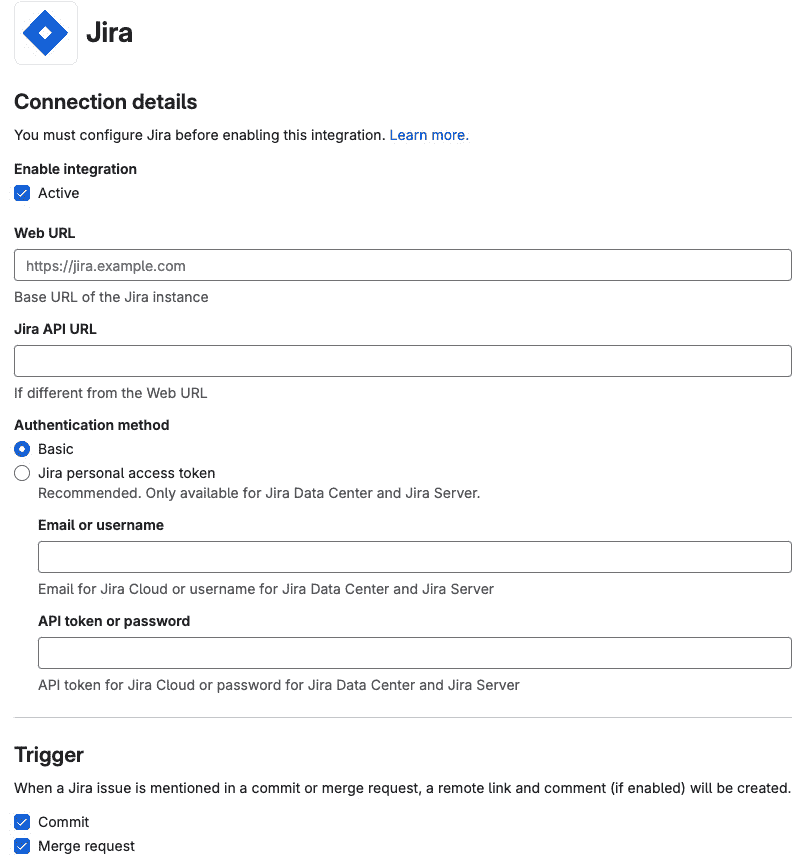 Jira
Connection details
You must configure Jira before enabling this integration. Learn more.
Enable integration
Active
Web URL
https://jira.example.com
Base URL of the Jira instance
Jira API URL
If different from the Web URL
Authentication method
Basic
Jira personal access token
Recommended. Only available for Jira Data Center and Jira Server.
Email or username
Email for Jira Cloud or username for Jira Data Center and Jira Server
API token or password
API token for Jira Cloud or password for Jira Data Center and Jira Server
Trigger
When a Jira issue is mentioned in a commit or merge request, a remote link and comment (if enabled) will be created.
Commit
Merge request